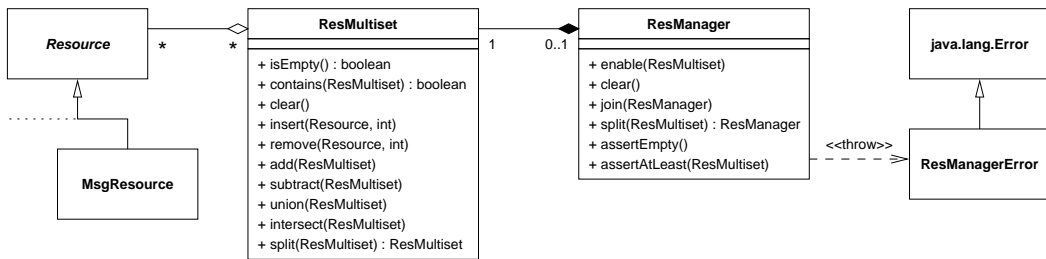 Resource
*
*
MsgResource
ResMultiset
+ isEmpty() : boolean
+ contains(ResMultiset) : boolean
+ clear()
+ insert(Resource, int)
+ remove(Resource, int)
+ add(ResMultiset)
+ subtract(ResMultiset)
+ union(ResMultiset)
+ intersect(ResMultiset)
+ split(ResMultiset) : ResMultiset
1
0..1
ResManager
+ enable(ResMultiset)
+ clear()
+ join(ResManager)
+ split(ResMultiset) : ResManager
+ assertEmpty()
+ assertAtLeast(ResMultiset)
<<throw>>
java.lang.Error
ResManagerError